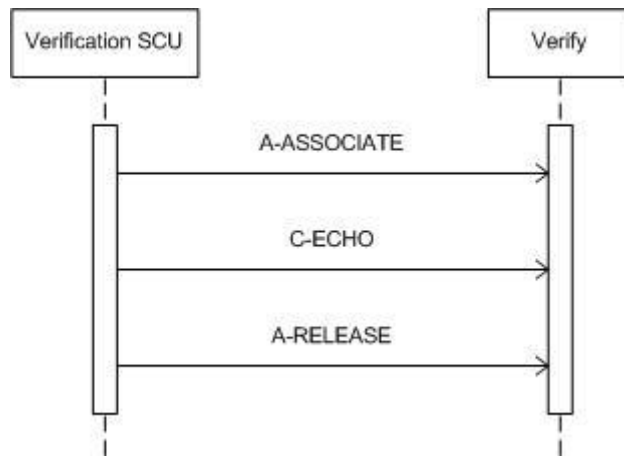 Verification SCU
Verify
A-ASSOCIATE
C-ECHO
A-RELEASE